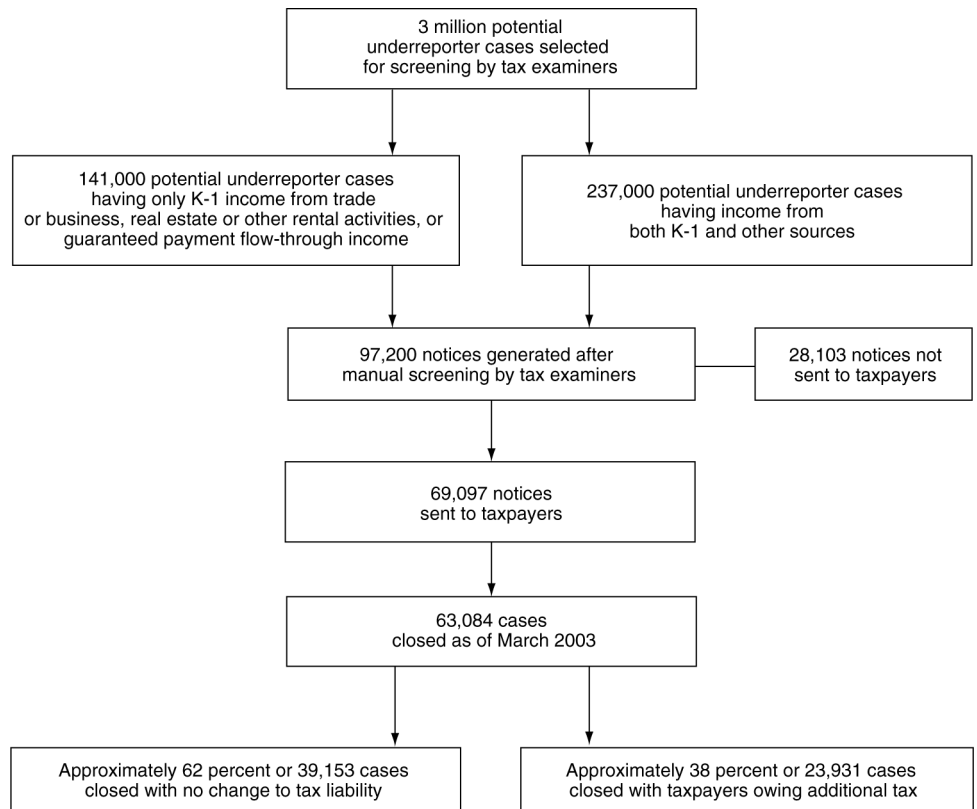 3 million potential
underreporter cases selected
for screening by tax examiners
141,000 potential underreporter cases
having only K-1 income from trade
or business, real estate or other rental activities, or
guaranteed payment flow-through income
237,000 potential underreporter cases
having income from
both K-1 and other sources
97,200 notices generated after
manual screening by tax examiners
28,103 notices not
sent to taxpayers
69,097 notices
sent to taxpayers
63,084 cases
closed as of March 2003
Approximately 62 percent or 39,153 cases
closed with no change to tax liability
Approximately 38 percent or 23,931 cases
closed with taxpayers owing additional tax